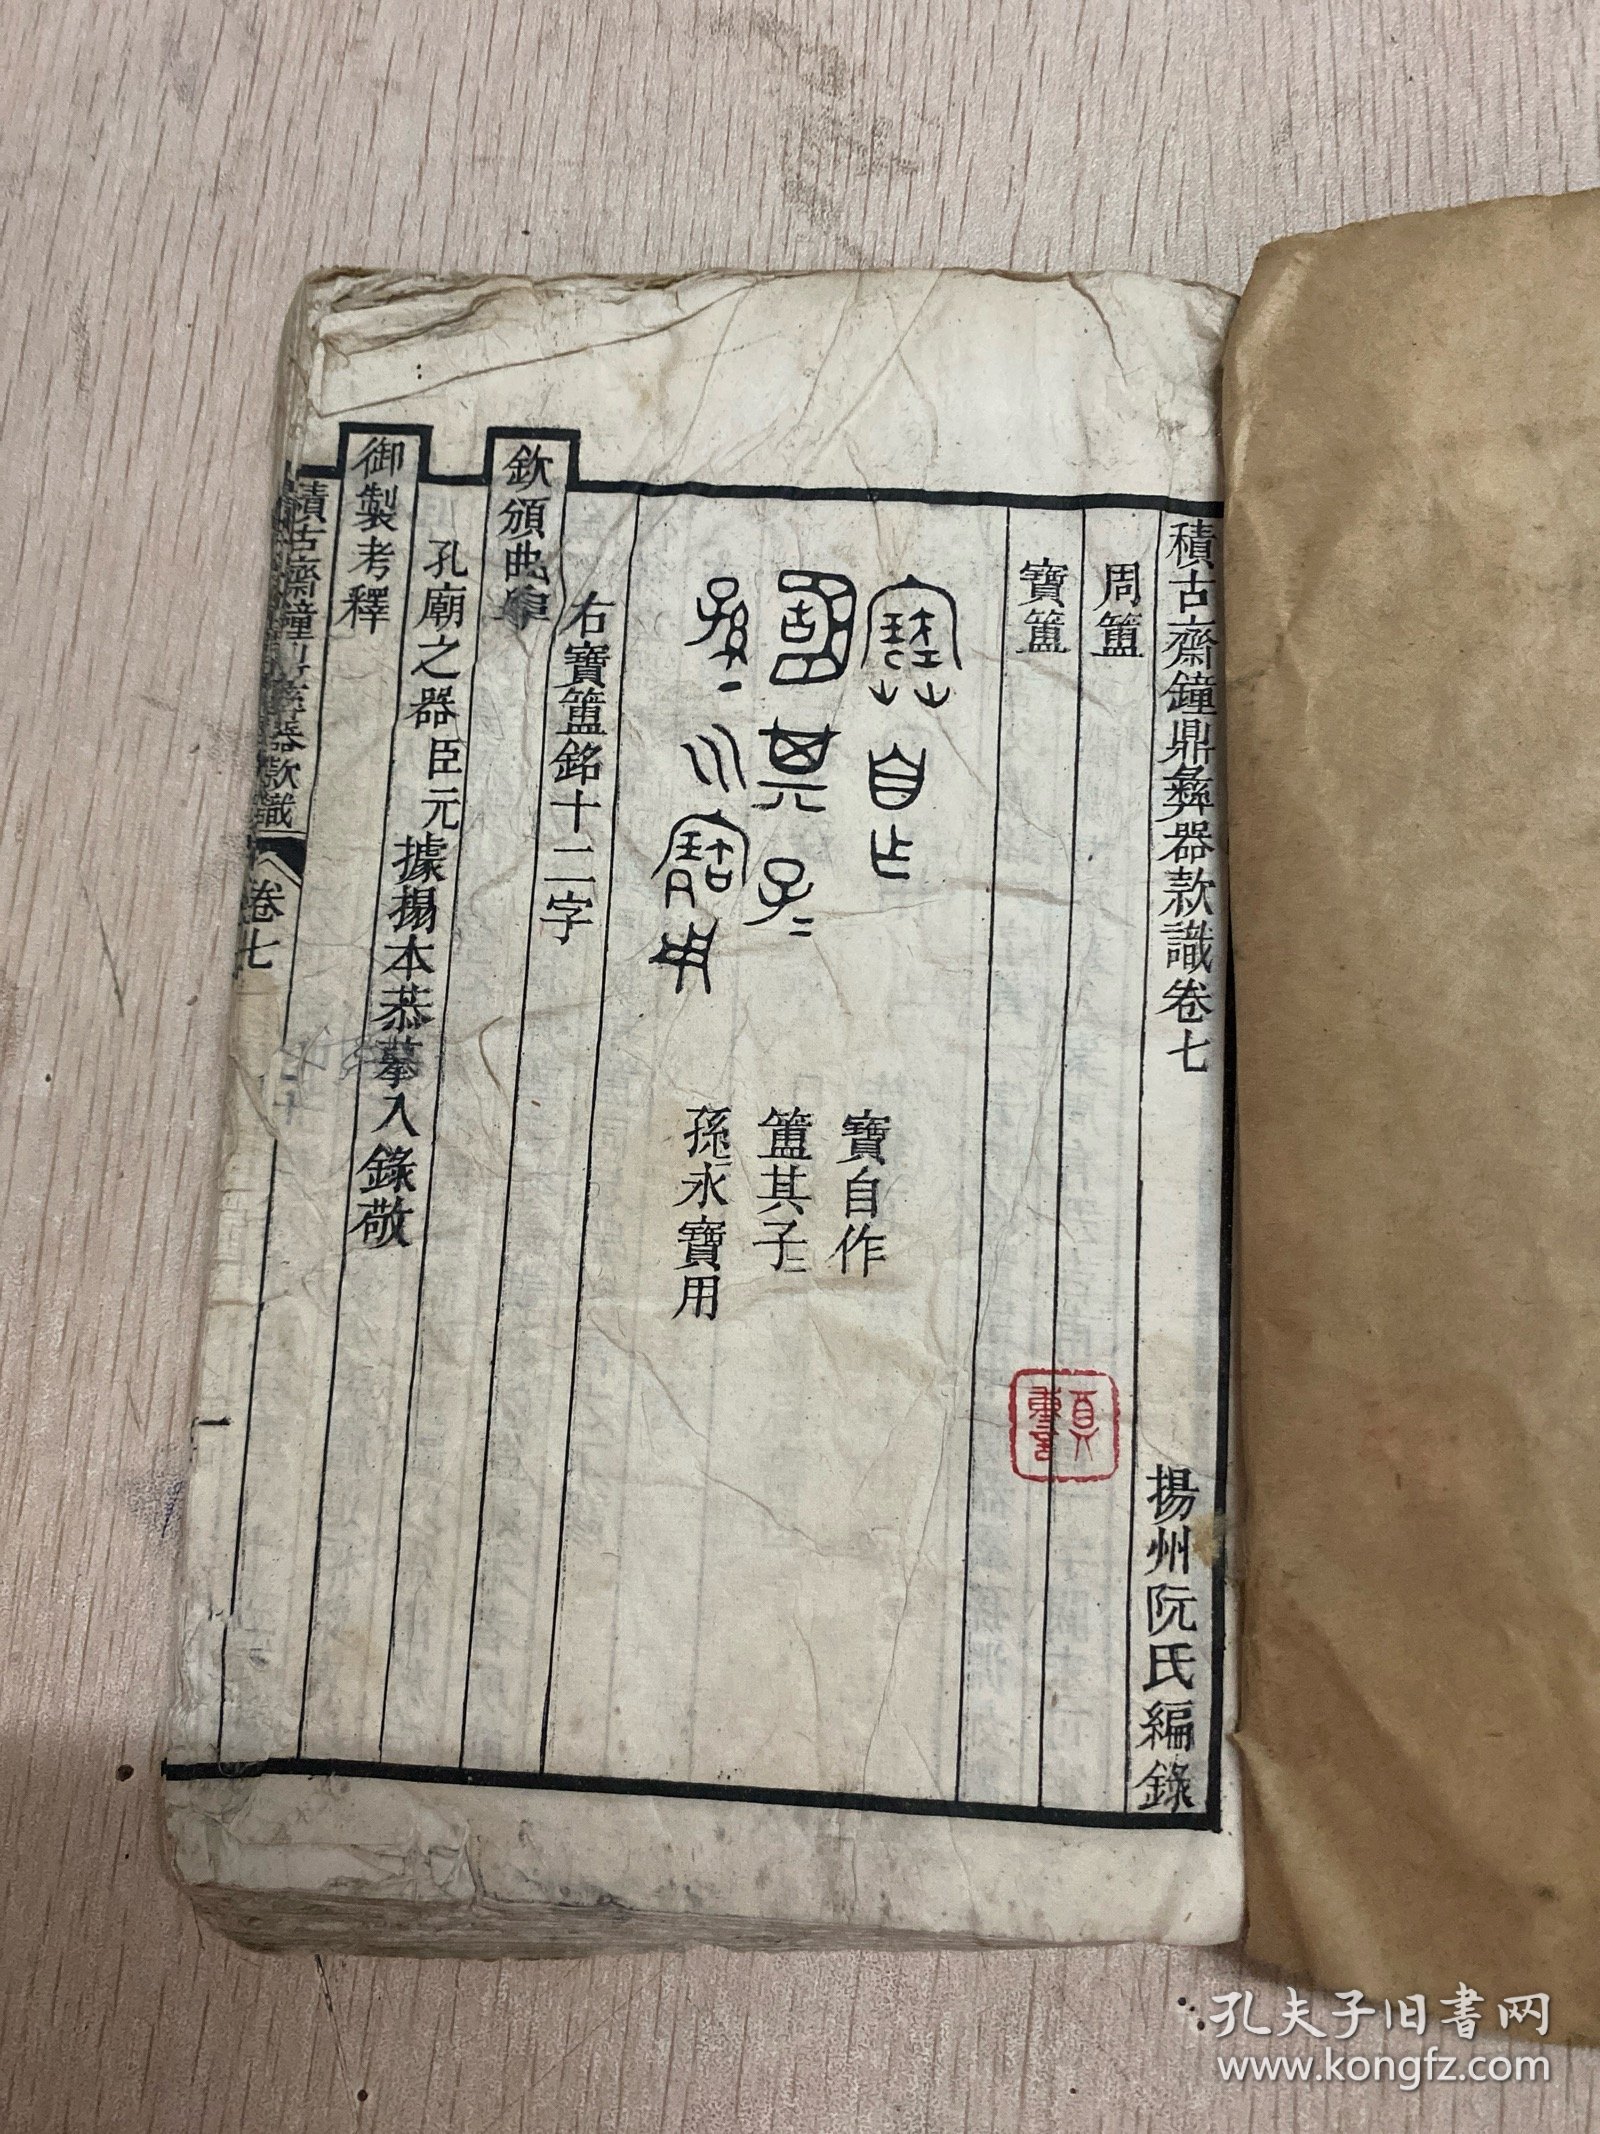 積古齋鐘鼎彝器款識卷七
揚州阮氏編錄
周簠
寶簠
寶自作
簠其子〻
孫〻永寶用
右寶簠銘十二字
欽頒曲阜
孔廟之器臣元據搨本恭摹入錄敬
御製考釋
積古齋鐘鼎彝器款識
卷七
一
孔夫子旧书网
www.kongfz.com